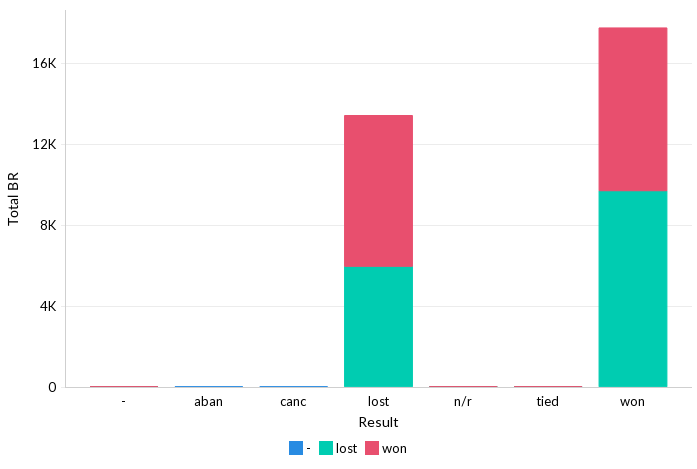 16K
12K
8K
4K
0
Total BR
- aban canc lost n/r tied won
Result
- lost won